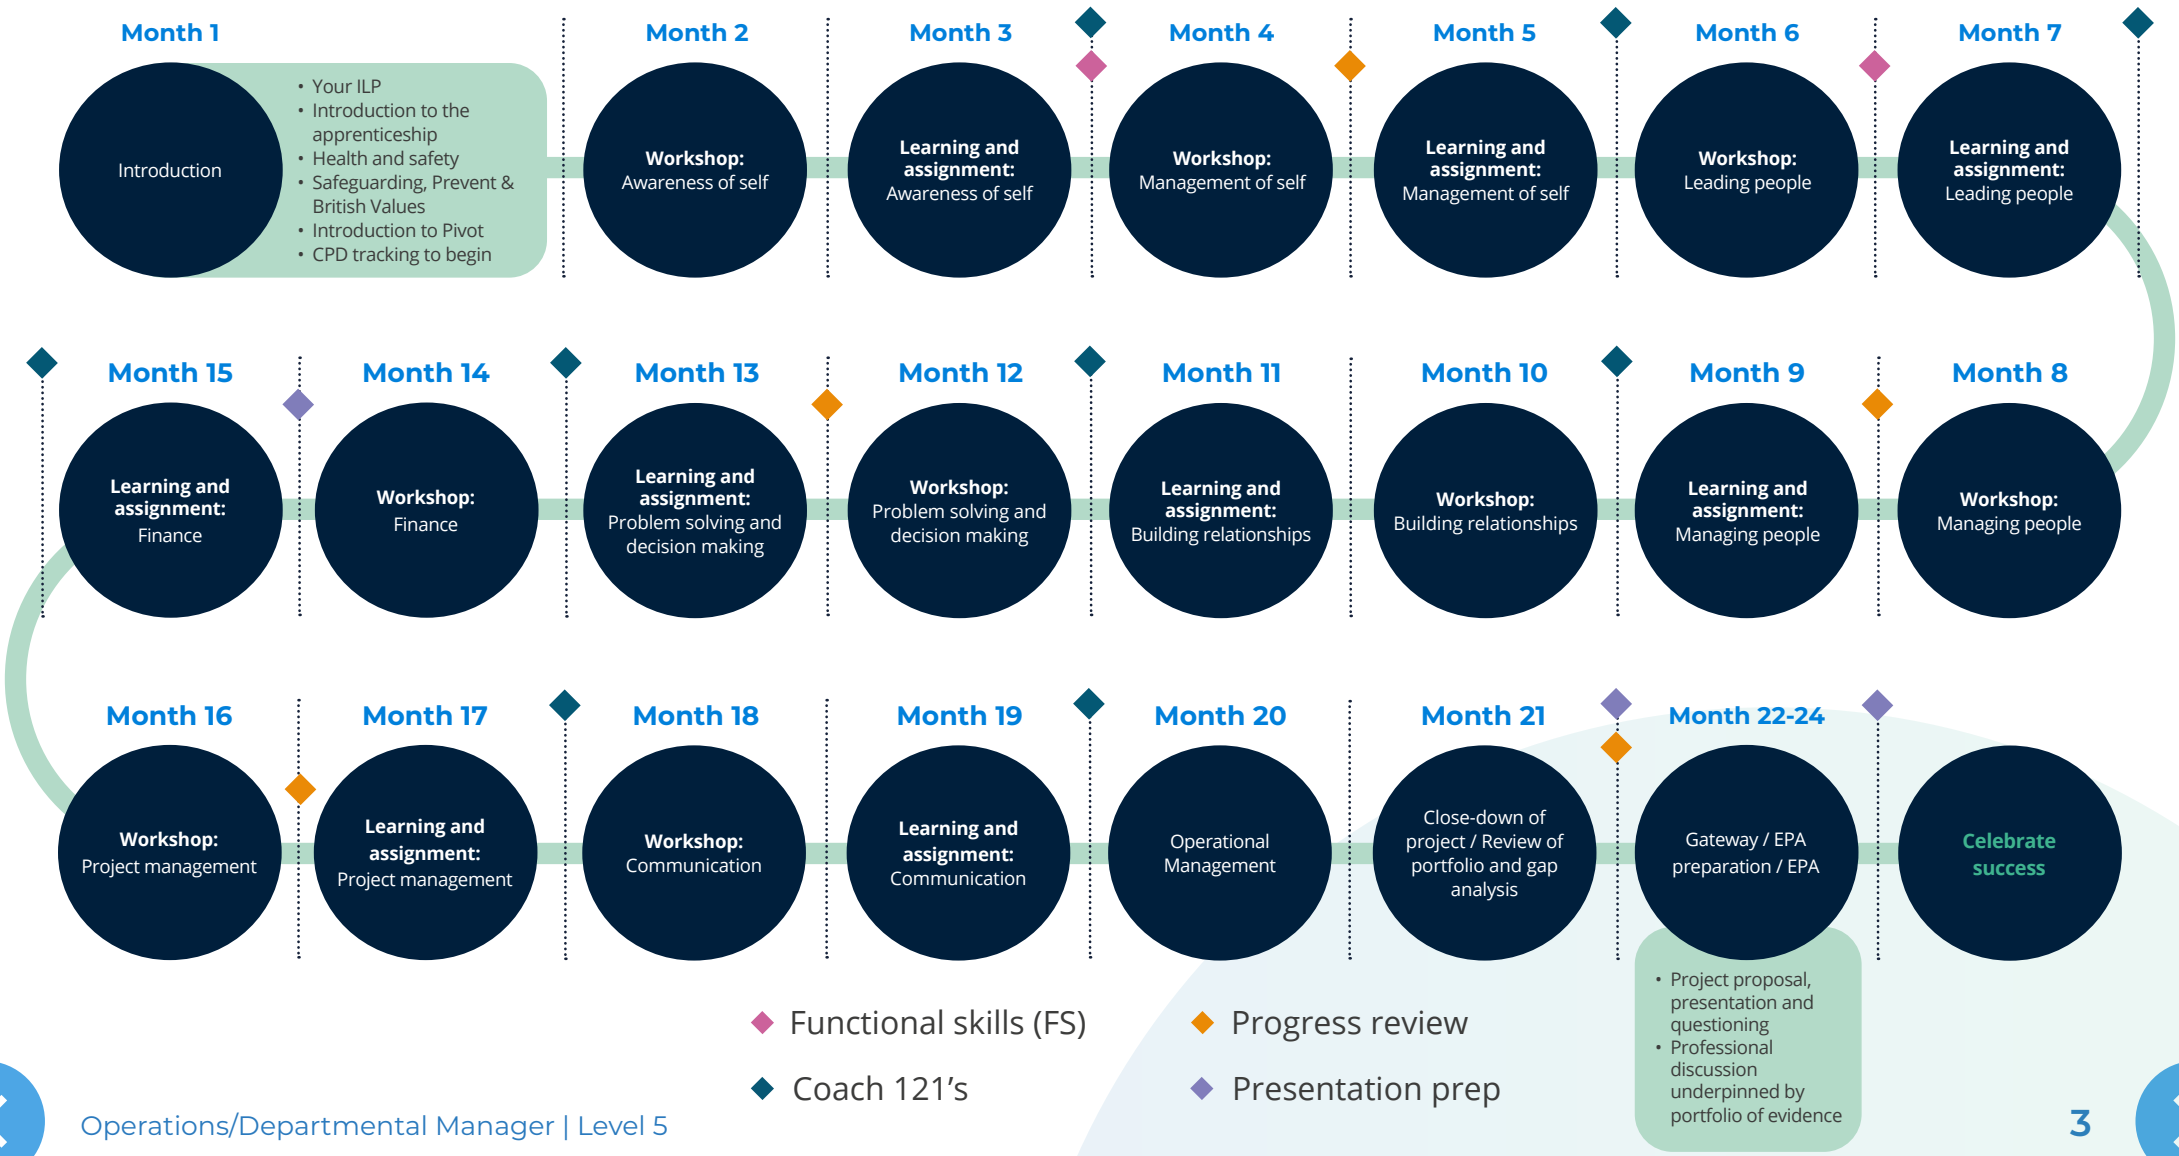 Month 1
Month 2
Month 3
Month 4
Month 5
Month 6
Month 7
Introduction
• Your ILP
• Introduction to the
apprenticeship
• Health and safety
• Safeguarding, Prevent &
British Values
• Introduction to Pivot
• CPD tracking to begin
Workshop:
Awareness of self
Learning and
assignment:
Awareness of self
Workshop:
Management of self
Learning and
assignment:
Management of self
Workshop:
Leading people
Learning and
assignment:
Leading people
Month 15
Month 14
Month 13
Month 12
Month 11
Month 10
Month 9
Month 8
Learning and
assignment:
Finance
Workshop:
Finance
Learning and
assignment:
Problem solving and
decision making
Workshop:
Problem solving and
decision making
Learning and
assignment:
Building relationships
Workshop:
Building relationships
Learning and
assignment:
Managing people
Workshop:
Managing people
Month 16
Month 17
Month 18
Month 19
Month 20
Month 21
Month 22-24
Workshop:
Project management
Learning and
assignment:
Project management
Workshop:
Communication
Learning and
assignment:
Communication
Operational
Management
Close-down of
project / Review of
portfolio and gap
analysis
Gateway / EPA
preparation / EPA
Celebrate
success
• Project proposal,
presentation and
questioning
• Professional
discussion
underpinned by
portfolio of evidence
Functional skills (FS)
Progress review
Coach 121's
Presentation prep
Operations/Departmental Manager | Level 5
3